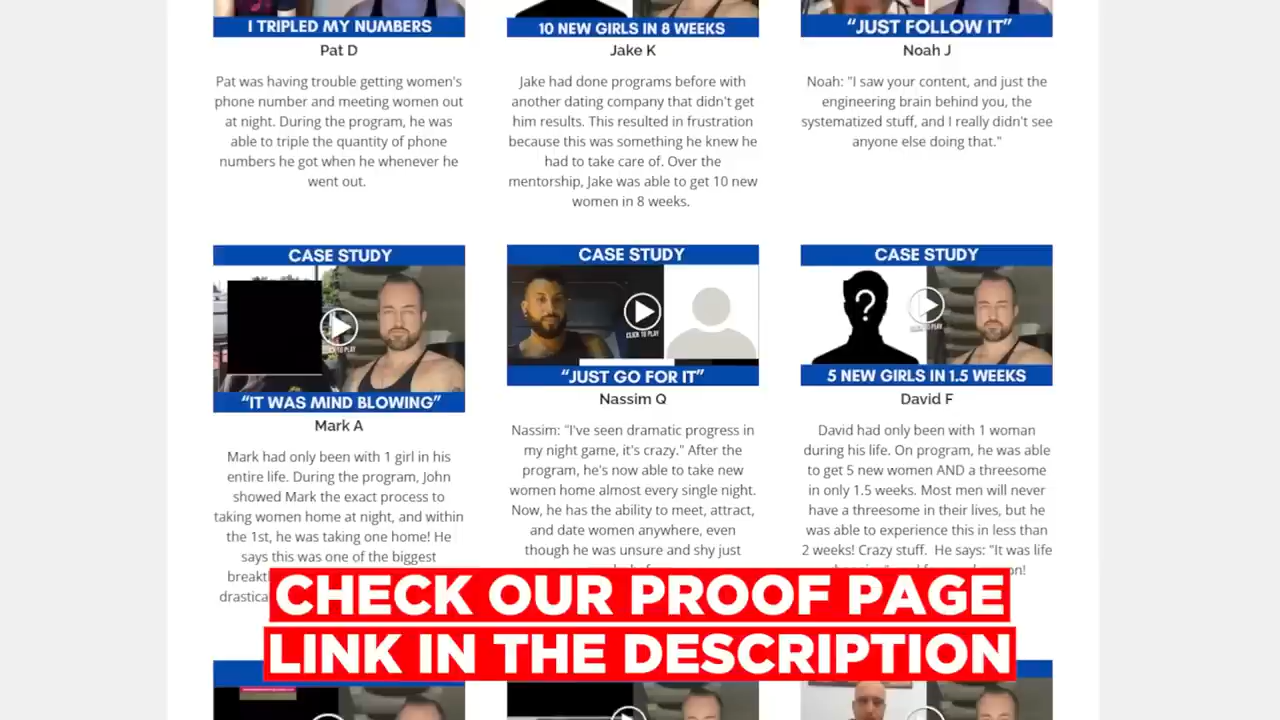 I TRIPLED MY NUMBERS
Pat D
Pat was having trouble getting women's
phone number and meeting women out
at night. During the program, he was
able to triple the quantity of phone
numbers he got when he whenever he
went out.
10 NEW GIRLS IN 8 WEEKS
Jake K
Jake had done programs before with
another dating company that didn't get
him results. This resulted in frustration
because this was something he knew he
had to take care of. Over the
mentorship, Jake was able to get 10 new
women in 8 weeks.
“JUST FOLLOW IT”
Noah J
Noah: "I saw your content, and just the
engineering brain behind you, the
systematized stuff, and I really didn't see
anyone else doing that."
CASE STUDY
CLICK TO PLAY
“IT WAS MIND BLOWING”
Mark A
Mark had only been with 1 girl in his
entire life. During the program, John
showed Mark the exact process to
taking women home at night, and within
the 1st, he was taking one home! He
says this was one of the biggest
CASE STUDY
CLICK TO PLAY
“JUST GO FOR IT”
Nassim Q
Nassim: "I've seen dramatic progress in
my night game, it's crazy." After the
program, he's now able to take new
women home almost every single night.
Now, he has the ability to meet, attract,
and date women anywhere, even
though he was unsure and shy just
CASE STUDY
?
CLICK TO PLAY
5 NEW GIRLS IN 1.5 WEEKS
David F
David had only been with 1 woman
during his life. On program, he was able
to get 5 new women AND a threesome
in only 1.5 weeks. Most men will never
have a threesome in their lives, but he
was able to experience this in less than
2 weeks! Crazy stuff. He says: "It was life
CHECK OUR PROOF PAGE
LINK IN THE DESCRIPTION